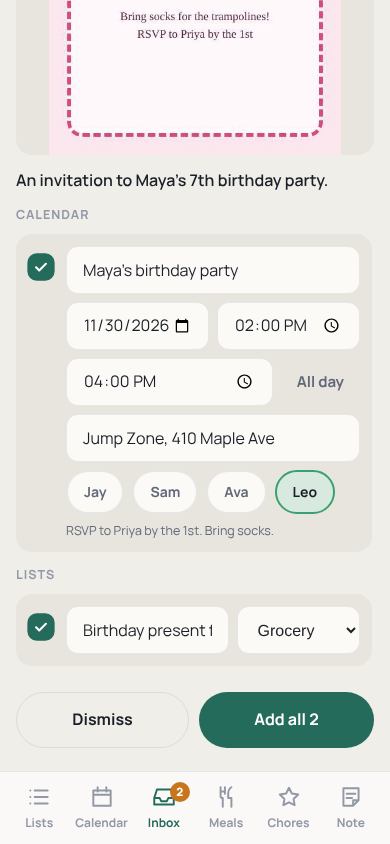 Bring socks for the trampolines!
RSVP to Priya by the 1st
An invitation to Maya's 7th birthday party.
CALENDAR
Maya's birthday party
11/30/2026
02:00 PM
04:00 PM
All day
Jump Zone, 410 Maple Ave
Jay
Sam
Ava
Leo
RSVP to Priya by the 1st. Bring socks.
LISTS
Birthday present
Grocery
Dismiss
Add all 2
2
Lists
Calendar
Inbox
Meals
Chores
Note